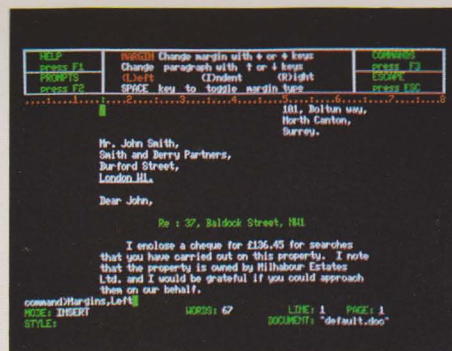 HELP MARGIN Change margin with ← or → keys COMMANDS
press F1 Change paragraph with ↑ or ↓ keys press F3
PROMPTS (L)eft (I)ndent (R)ight ESCAPE
press F2 SPACE key to toggle margin type press ESC
....:....1....:....2....:....3....:....4....:....5....:....6....:....7....:....8
101, Boltun way,
North Canton,
Surrey.
Mr. John Smith,
Smith and Berry Partners,
Burford Street,
London W1.
Dear John,
Re : 37, Baldock Street, NW1
I enclose a cheque for £136.45 for searches
that you have carried out on this property. I note
that the property is owned by Milhabour Estates
Ltd. and I would be grateful if you could approach
them on our behalf.
command>Margins,Left
MODE: INSERT WORDS: 67 LINE: 1 PAGE: 1
STYLE: DOCUMENT: "default.doc"